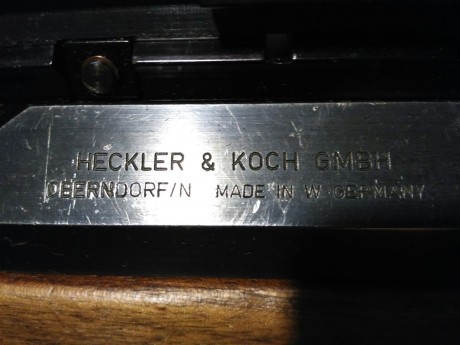 HECKLER & KOCH GMBH
OBERNDORF/N MADE IN W-GERMANY